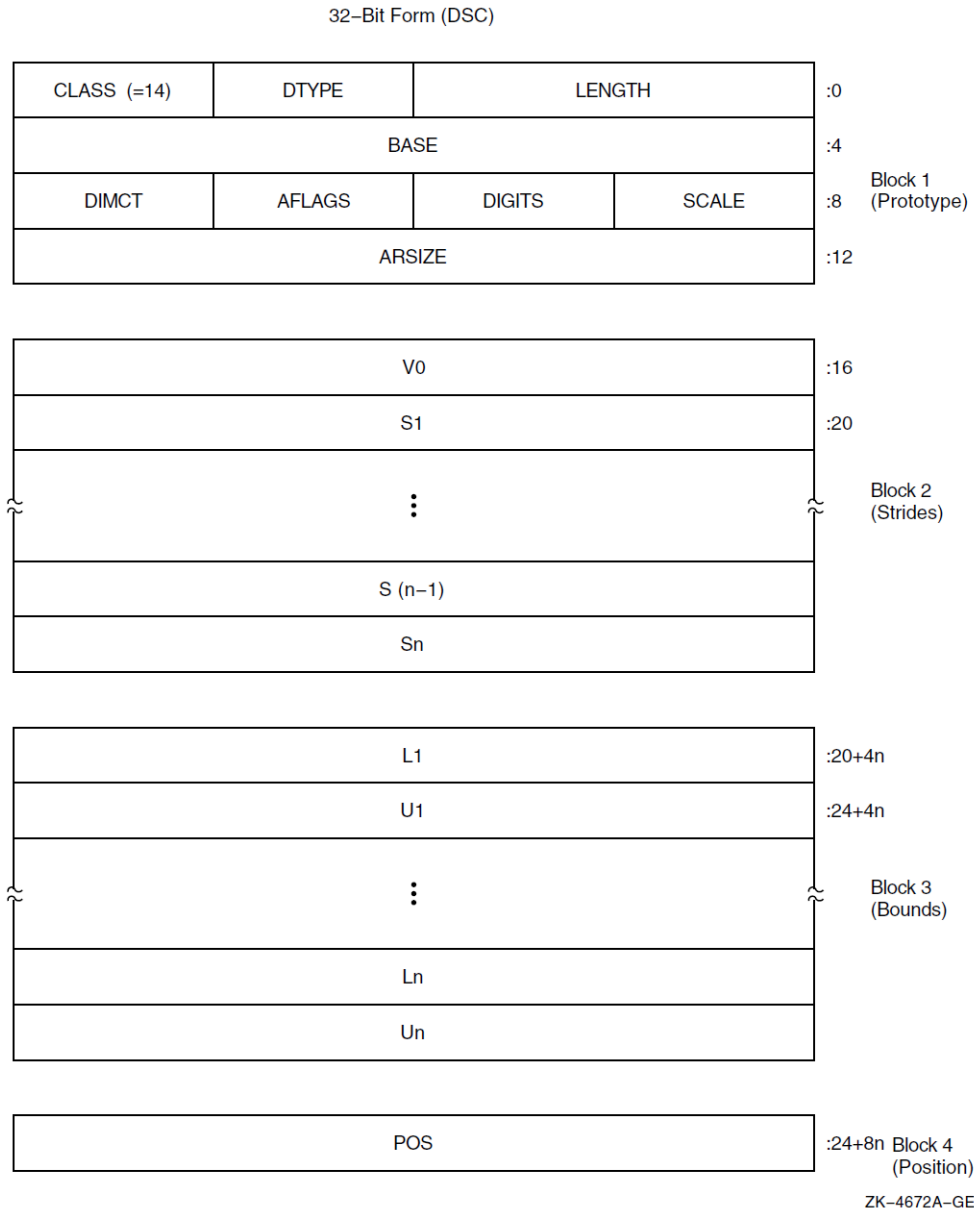 32−Bit Form (DSC)
CLASS (=14) DTYPE LENGTH :0
BASE :4
DIMCT AFLAGS DIGITS SCALE :8
Block 1
(Prototype)
ARSIZE :12
V0 :16
S1 :20
Block 2
(Strides)
S (n−1)
Sn
L1 :20+4n
U1 :24+4n
Block 3
(Bounds)
Ln
Un
POS :24+8n Block 4
(Position)
ZK−4672A−GE